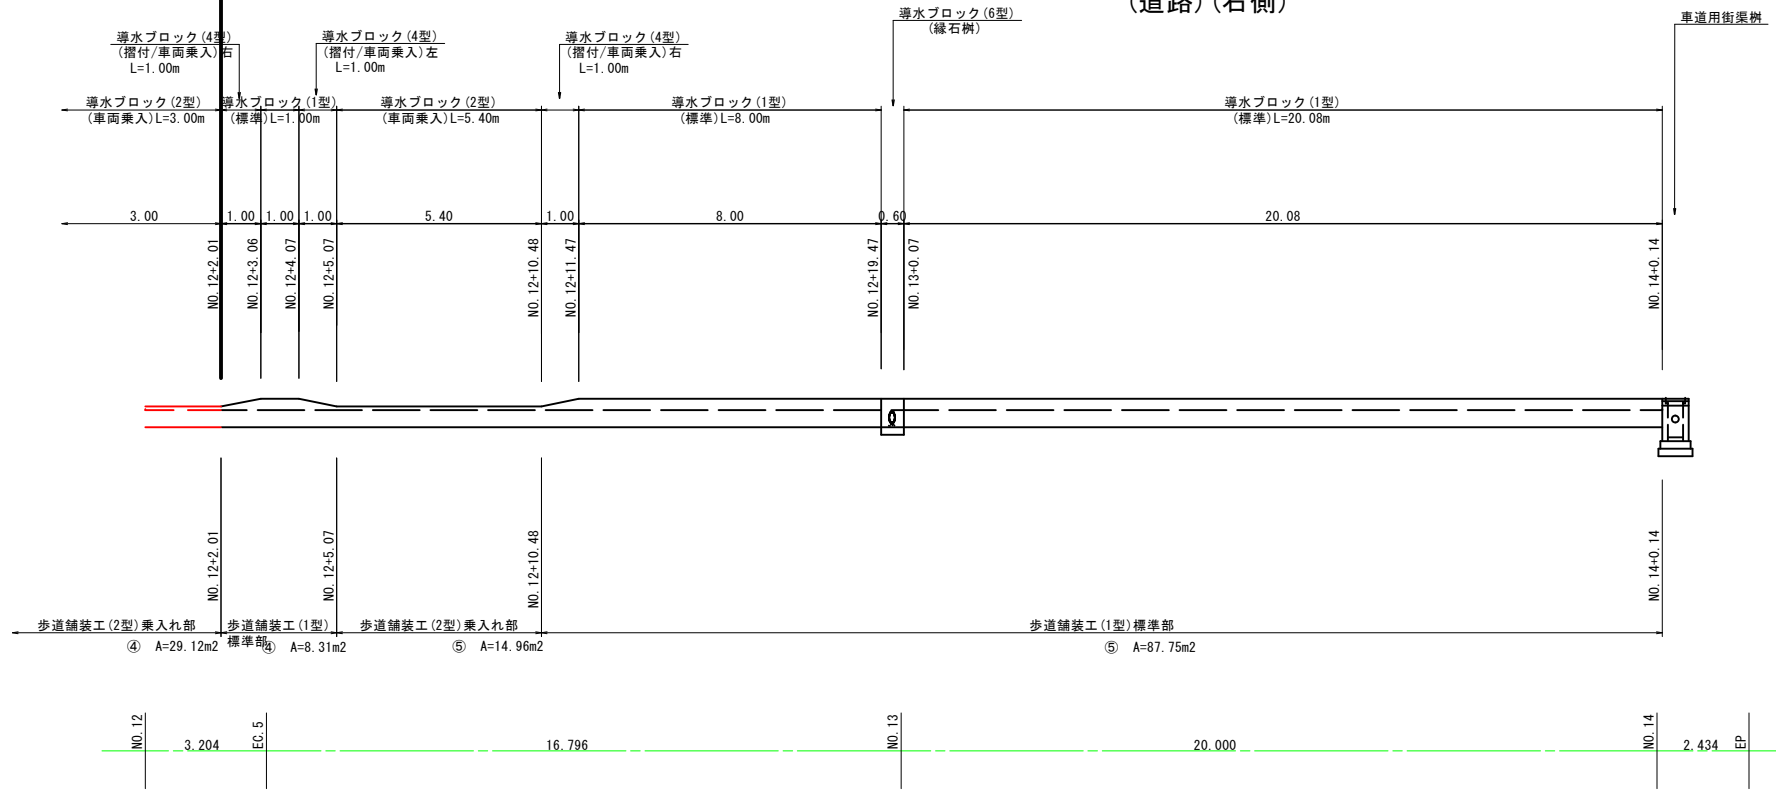 (道路)(右側)
導水ブロック(4型)
(摺付/車両乗入)右
L=1.00m
導水ブロック(4型)
(摺付/車両乗入)左
L=1.00m
導水ブロック(4型)
(摺付/車両乗入)右
L=1.00m
導水ブロック(6型)
(縁石桝)
車道用街渠桝
導水ブロック(2型)
(車両乗入)L=3.00m
導水ブロック(1型)
(標準)L=1.00m
導水ブロック(2型)
(車両乗入)L=5.40m
導水ブロック(1型)
(標準)L=8.00m
導水ブロック(1型)
(標準)L=20.08m
3.00
1.00
1.00
1.00
5.40
1.00
8.00
0.60
20.08
NO.12+2.01
NO.12+3.06
NO.12+4.07
NO.12+5.07
NO.12+10.48
NO.12+11.47
NO.12+19.47
NO.13+0.07
NO.14+0.14
NO.12+2.01
NO.12+5.07
NO.12+10.48
NO.14+0.14
歩道舗装工(2型)乗入れ部
④ A=29.12m2
歩道舗装工(1型)
標準部
④ A=8.31m2
歩道舗装工(2型)乗入れ部
⑤ A=14.96m2
歩道舗装工(1型)標準部
⑤ A=87.75m2
NO.12
3.204
EC.5
16.796
NO.13
20.000
NO.14
2.434
EP